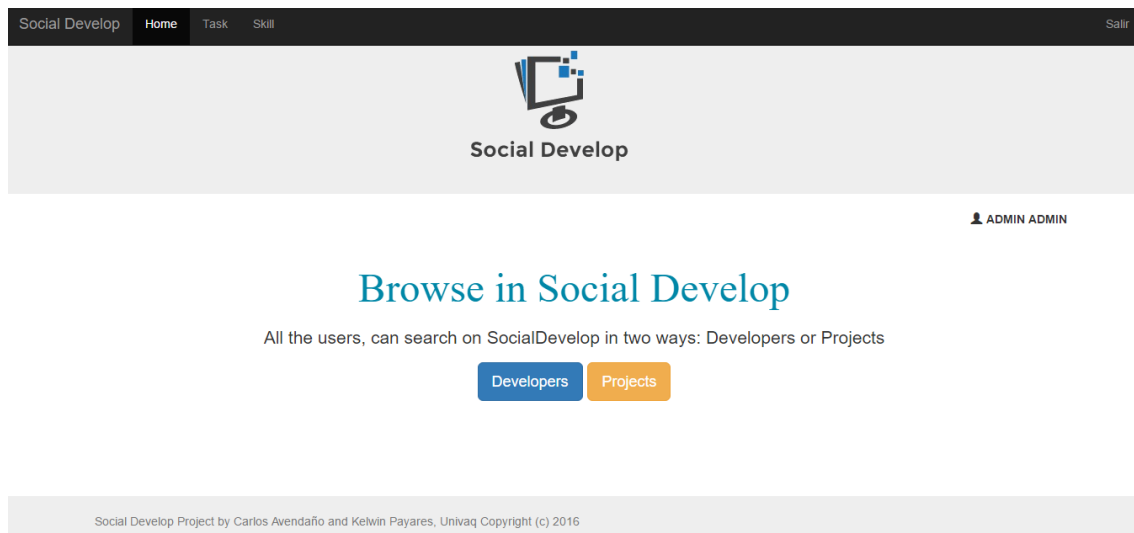 Social Develop Home Task Skill Salir
Social Develop
ADMIN ADMIN
Browse in Social Develop
All the users, can search on SocialDevelop in two ways: Developers or Projects
Developers Projects
Social Develop Project by Carlos Avendaño and Kelwin Payares, Univaq Copyright (c) 2016